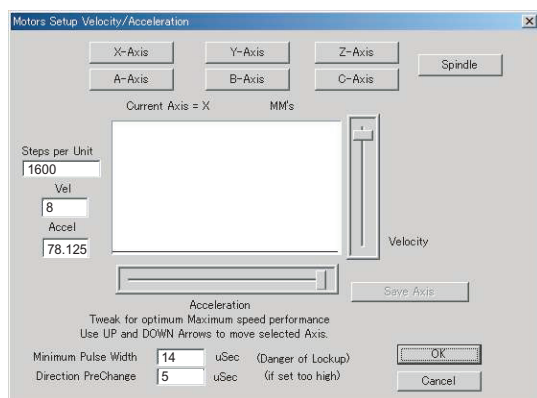 Motors Setup Velocity/Acceleration
X-Axis Y-Axis Z-Axis Spindle
A-Axis B-Axis C-Axis
Current Axis = X MM's
Steps per Unit
1600
Vel
8
Accel
78.125
Velocity
Acceleration
Save Axis
Tweak for optimum Maximum speed performance
Use UP and DOWN Arrows to move selected Axis.
Minimum Pulse Width 14 uSec (Danger of Lockup) OK
Direction PreChange 5 uSec (if set too high) Cancel